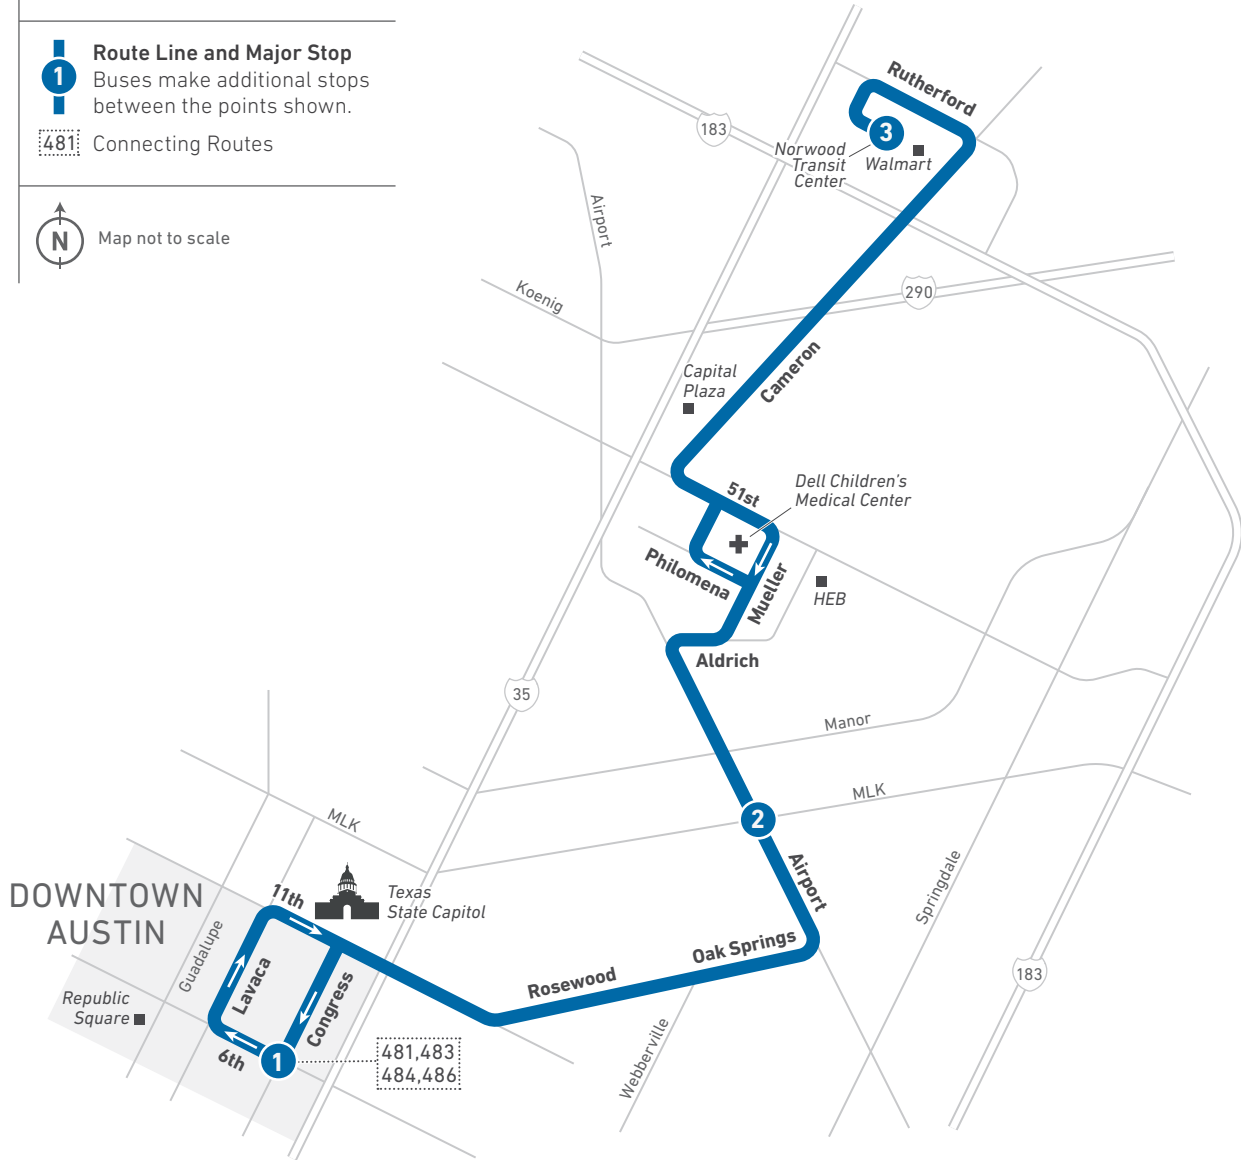 Route Line and Major Stop
1
Buses make additional stops
between the points shown.
481
Connecting Routes
N
Map not to scale
Rutherford
183
3
Norwood
Transit
Center
Walmart
Airport
Koenig
290
Cameron
Capital
Plaza
51st
Dell Children's
Medical Center
Philomena
Mueller
HEB
Aldrich
35
Manor
MLK
MLK
2
Airport
Springdale
DOWNTOWN
AUSTIN
11th
Texas
State Capitol
Guadalupe
Lavaca
Congress
Oak Springs
Rosewood
183
Republic
Square
6th
1
481,483
484,486
Webberville